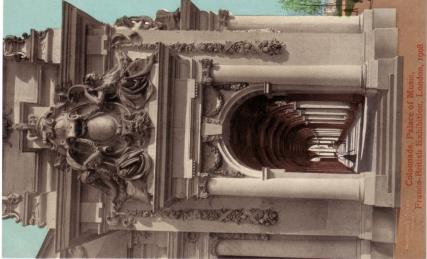 Colonnade, Palace of Music,
Franco-British Exhibition, London, 1908